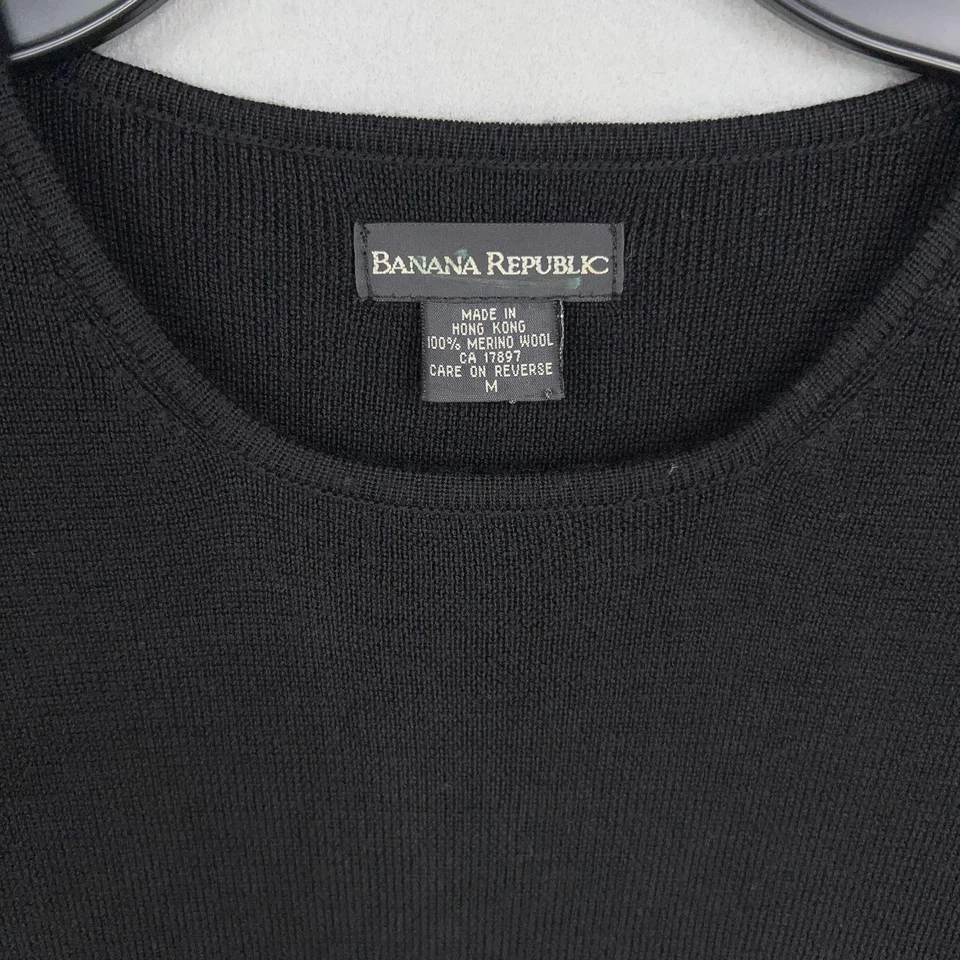 BANANA REPUBLIC
MADE IN
HONG KONG
100% MERINO WOOL
CA 17897
CARE ON REVERSE
M